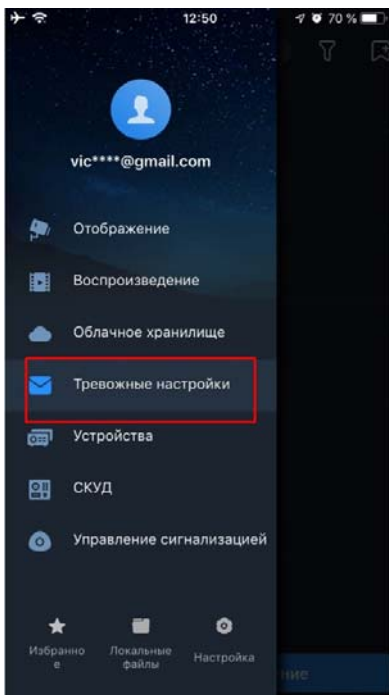 12:50
70 %
vic****@gmail.com
Отображение
Воспроизведение
Облачное хранилище
Тревожные настройки
Устройства
СКУД
Управление сигнализацией
Избранно
е
Локальные
файлы
Настройка
ние